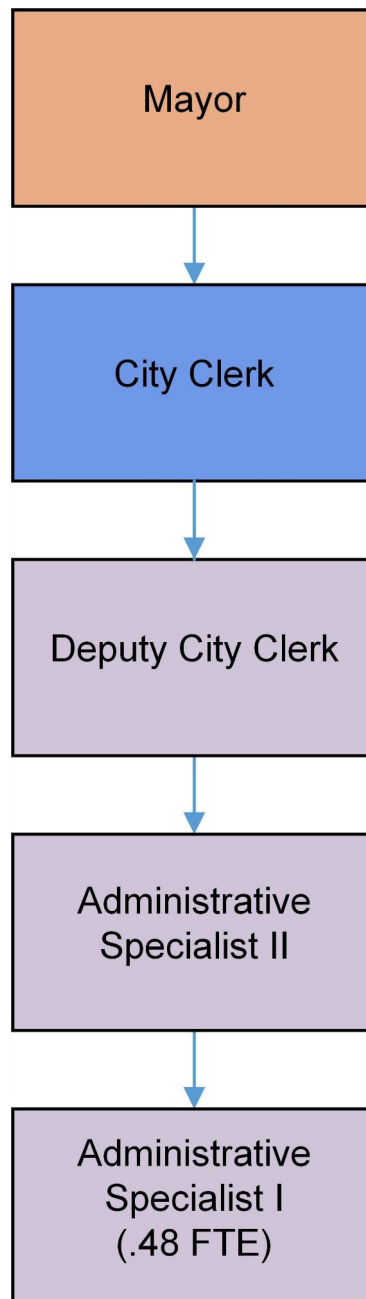 Mayor
City Clerk
Deputy City Clerk
Administrative
Specialist II
Administrative
Specialist I
(.48 FTE)